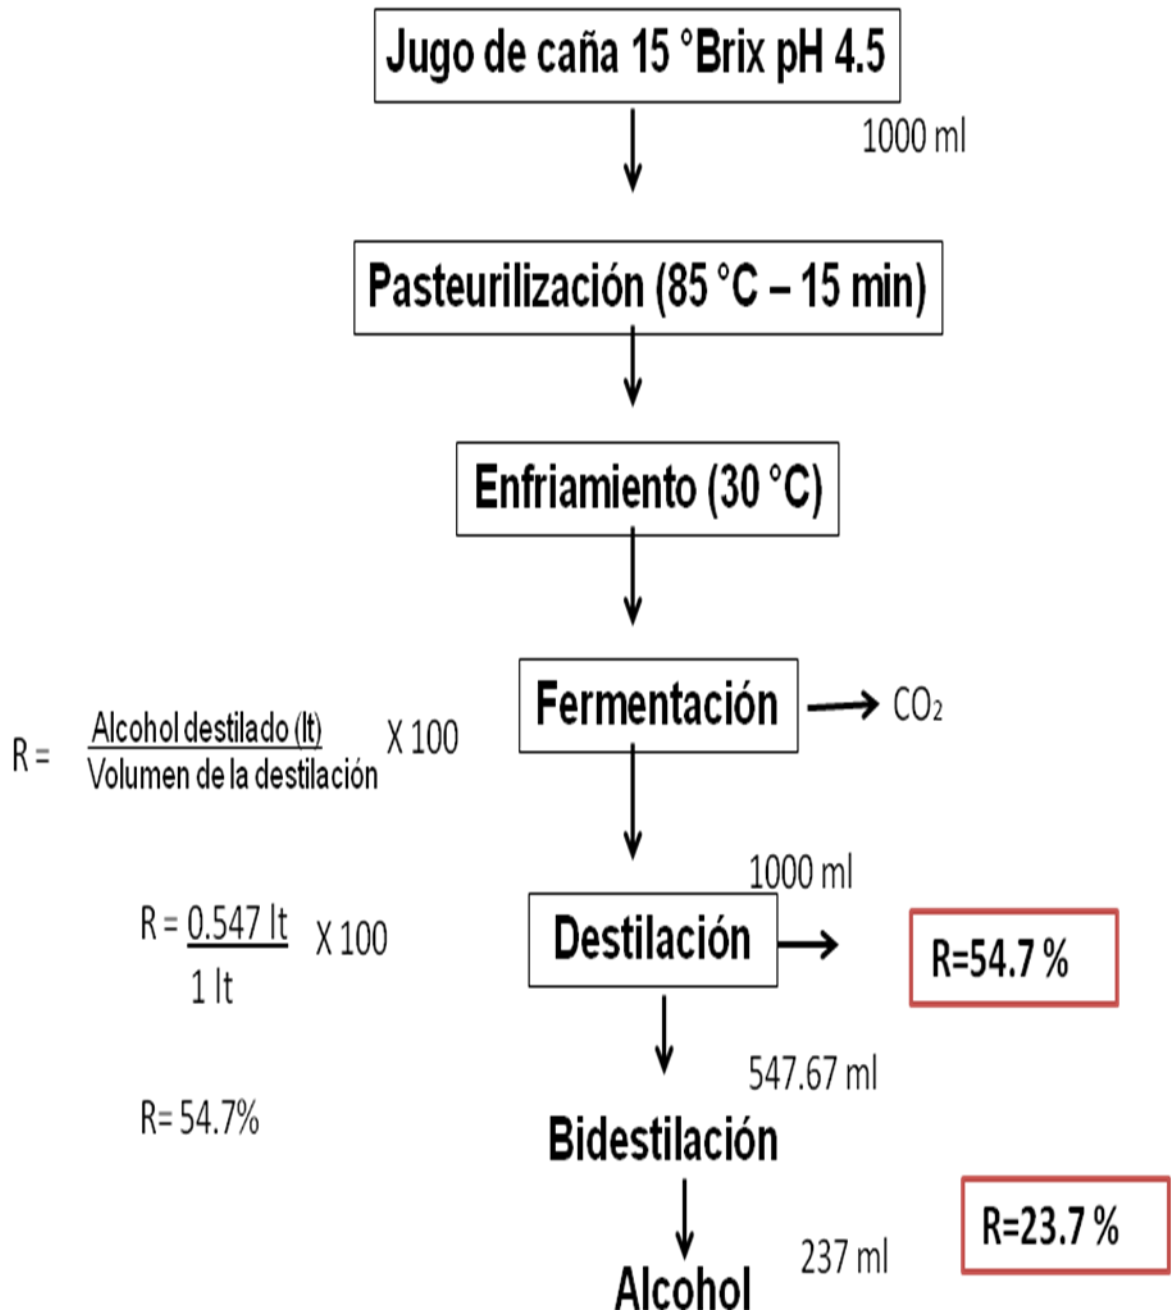 Jugo de caña 15 °Brix pH 4.5
1000 ml
Pasteurilización (85 °C – 15 min)
Enfriamiento (30 °C)
Fermentación
CO₂
R = Alcohol destilado (lt) X 100
Volumen de la destilación
1000 ml
Destilación
R=54.7 %
R = 0.547 lt X 100
1 lt
547.67 ml
R= 54.7%
Bidestilación
R=23.7 %
237 ml
Alcohol